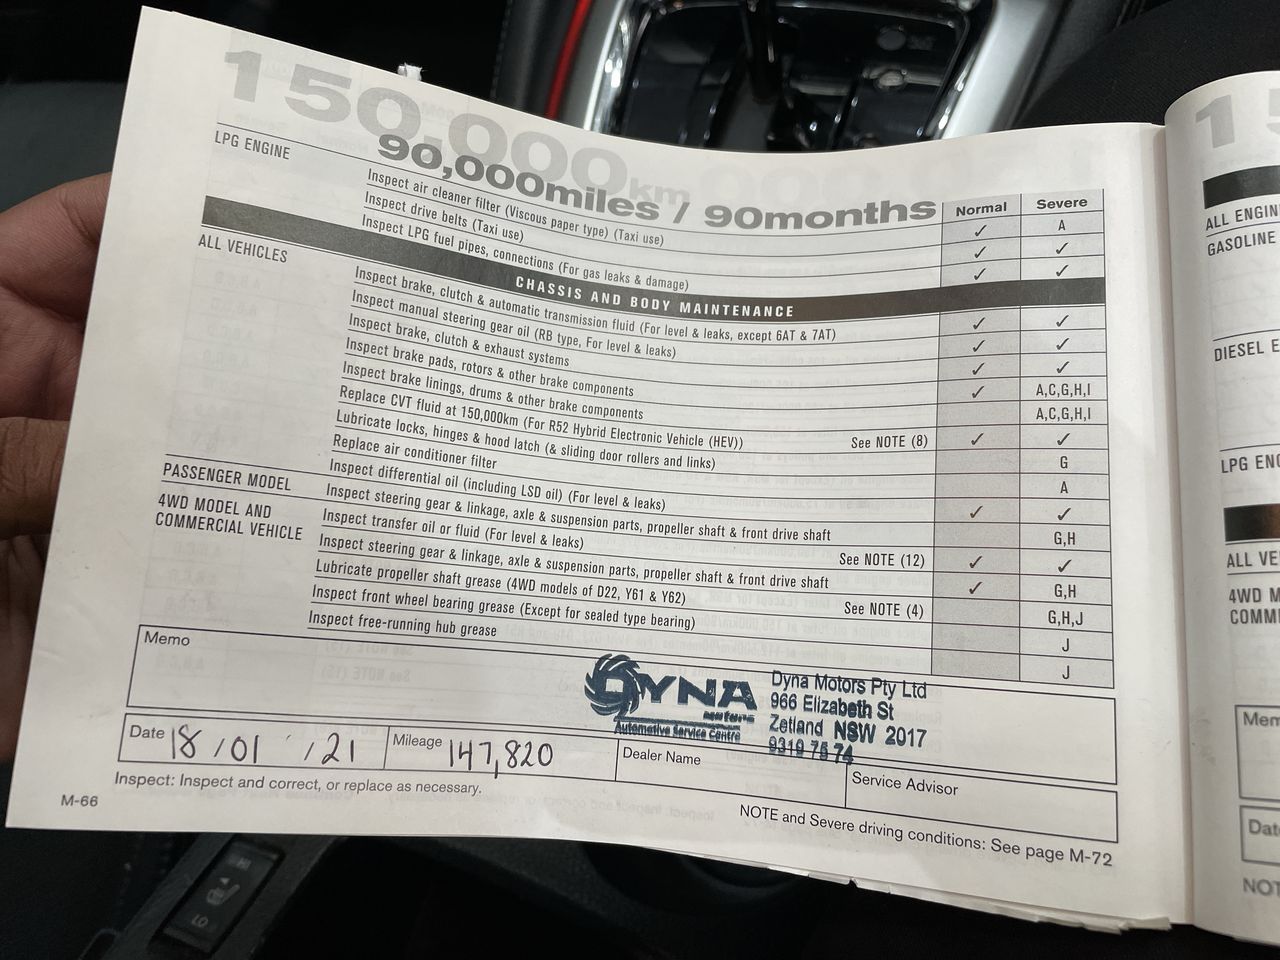 150,000km
90,000miles / 90months
Normal Severe
LPG ENGINE
Inspect air cleaner filter (Viscous paper type) (Taxi use) ✓ A
Inspect drive belts (Taxi use) ✓ ✓
Inspect LPG fuel pipes, connections (For gas leaks & damage) ✓ ✓
CHASSIS AND BODY MAINTENANCE
ALL VEHICLES
Inspect brake, clutch & automatic transmission fluid (For level & leaks, except 6AT & 7AT) ✓ ✓
Inspect manual steering gear oil (RB type, For level & leaks) ✓ ✓
Inspect brake, clutch & exhaust systems ✓ ✓
Inspect brake pads, rotors & other brake components ✓ A,C,G,H,I
Inspect brake linings, drums & other brake components A,C,G,H,I
Replace CVT fluid at 150,000km (For R52 Hybrid Electronic Vehicle (HEV)) See NOTE (8) ✓ ✓
Lubricate locks, hinges & hood latch (& sliding door rollers and links) G
Replace air conditioner filter A
Inspect differential oil (including LSD oil) (For level & leaks) ✓ ✓
PASSENGER MODEL
Inspect steering gear & linkage, axle & suspension parts, propeller shaft & front drive shaft G,H
4WD MODEL AND
COMMERCIAL VEHICLE
Inspect transfer oil or fluid (For level & leaks) See NOTE (12) ✓ ✓
Inspect steering gear & linkage, axle & suspension parts, propeller shaft & front drive shaft ✓ G,H
Lubricate propeller shaft grease (4WD models of D22, Y61 & Y62) See NOTE (4) G,H,J
Inspect front wheel bearing grease (Except for sealed type bearing) J
Inspect free-running hub grease J
Memo
DYNA
Motors
Automotive Service Centre
Dyna Motors Pty Ltd
966 Elizabeth St
Zetland NSW 2017
9319 75 74
Date 18/01/21
Mileage 147,820
Dealer Name
Service Advisor
Inspect: Inspect and correct, or replace as necessary.
NOTE and Severe driving conditions: See page M-72
M-66
15
ALL ENGIN
GASOLINE
DIESEL E
LPG ENG
ALL VE
4WD M
COMM
Mem
Dat
NOT
HI
LO